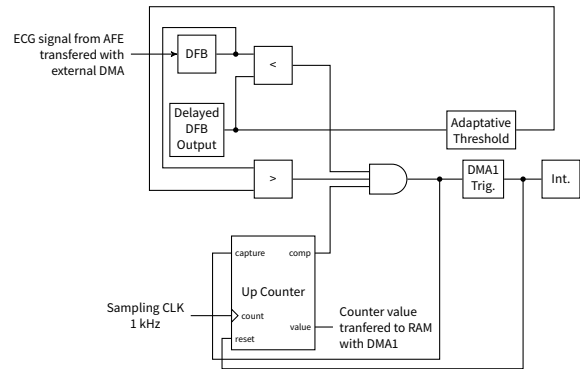 ECG signal from AFE
transfered with
external DMA
DFB
<
Delayed
DFB
Output
Adaptative
Threshold
>
DMA1
Trig.
Int.
capture
comp
Up Counter
Sampling CLK
1 kHz
count
value
reset
Counter value
tranfered to RAM
with DMA1